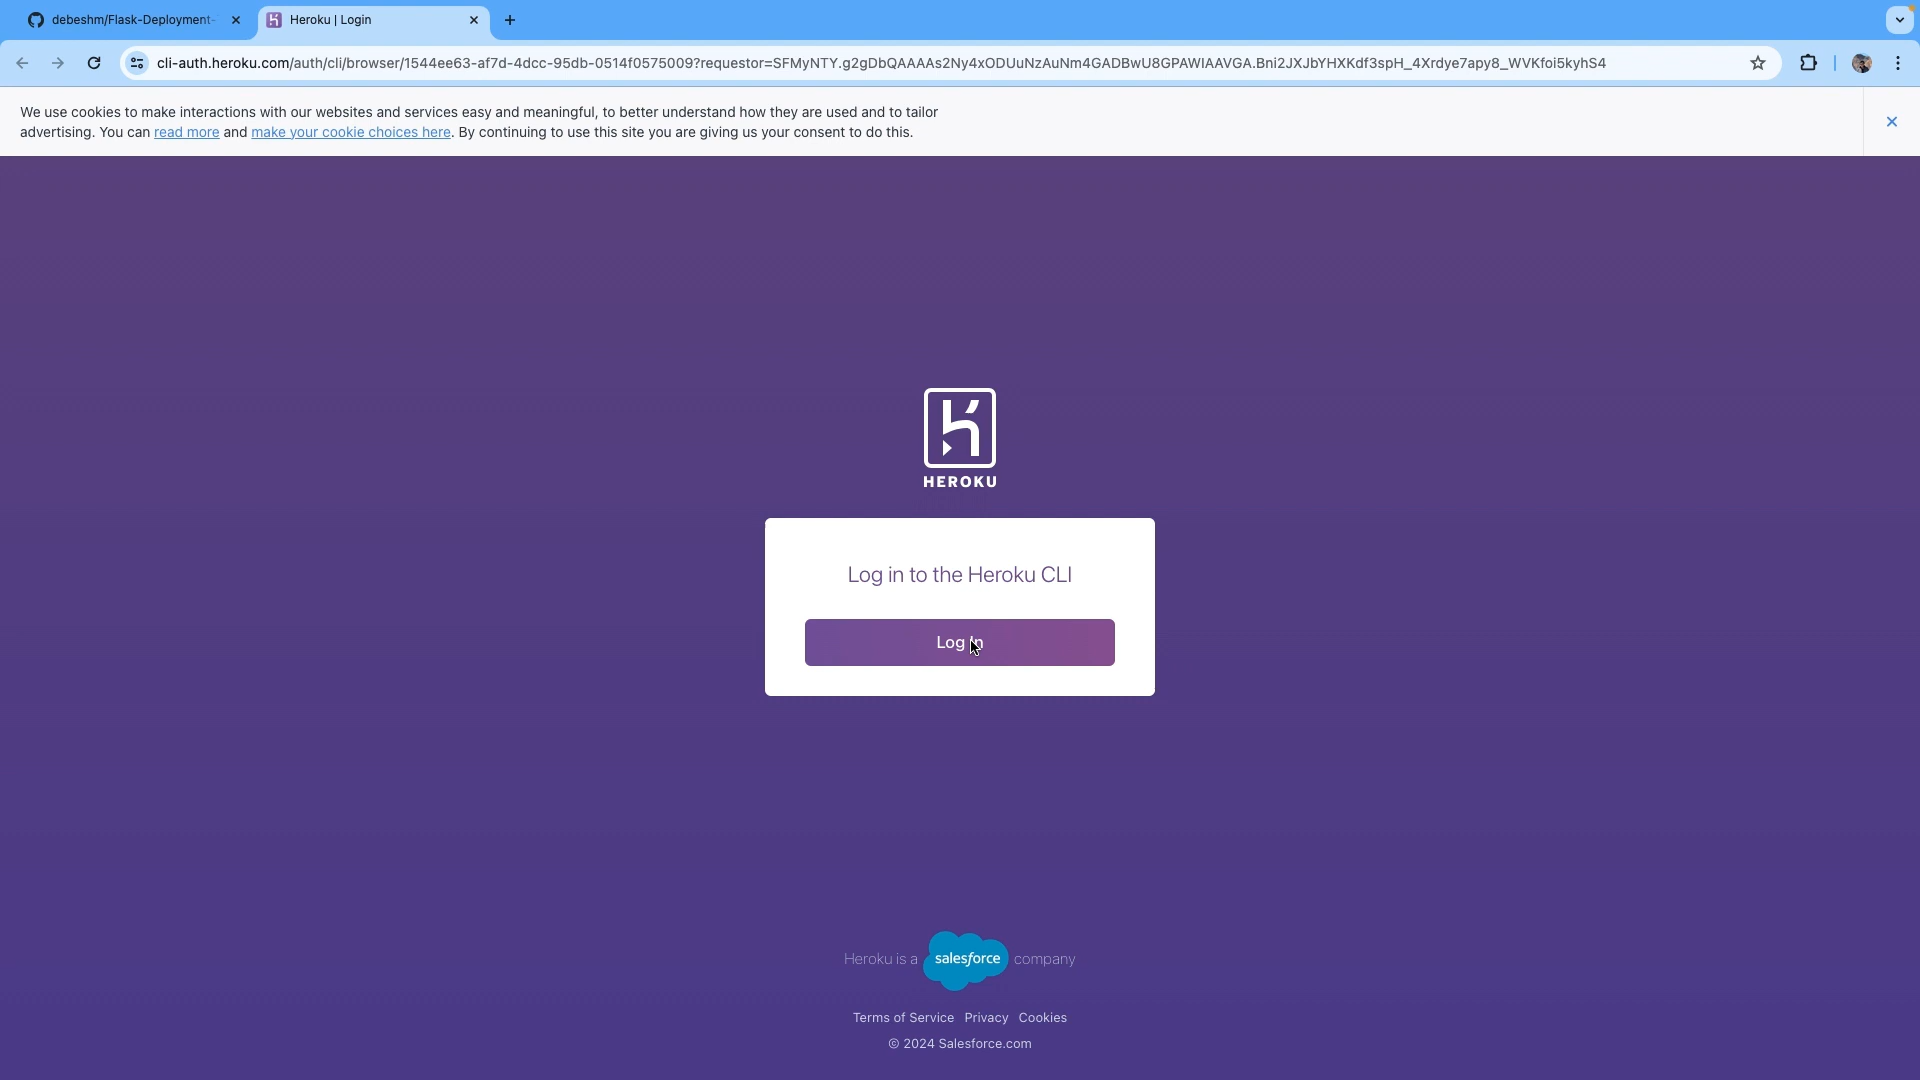 debeshm/Flask-Deployment-
Heroku | Login
cli-auth.heroku.com/auth/cli/browser/1544ee63-af7d-4dcc-95db-0514f0575009?requestor=SFMyNTY.g2gDbQAAAAs2Ny4xODUuNzAuNm4GADBwU8GPAWIAAVGA.Bni2JXJbYHXKdf3spH_4Xrdye7apy8_WVKfoi5kyhS4
We use cookies to make interactions with our websites and services easy and meaningful, to better understand how they are used and to tailor
advertising. You can read more and make your cookie choices here. By continuing to use this site you are giving us your consent to do this.
HEROKU
Log in to the Heroku CLI
Log In
Heroku is a salesforce company
Terms of Service Privacy Cookies
© 2024 Salesforce.com